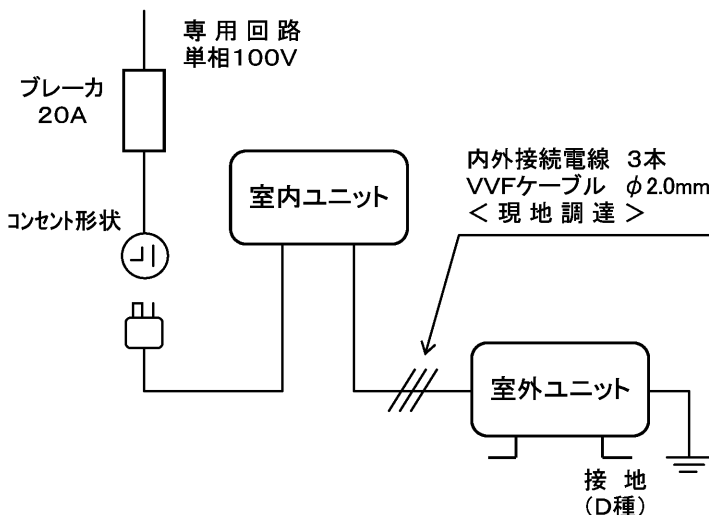 専用回路
単相100V
ブレーカ
20A
コンセント形状
室内ユニット
内外接続電線 3本
VVFケーブル φ2.0mm
<現地調達>
室外ユニット
接地
(D種)